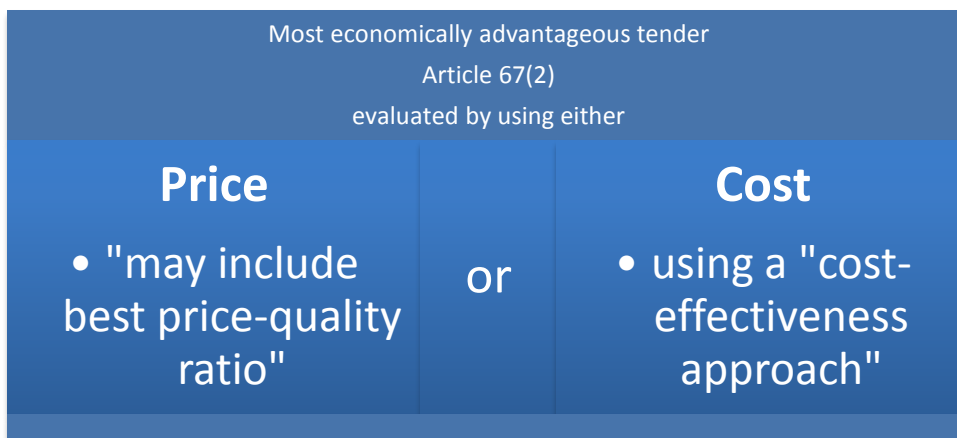 Most economically advantageous tender
Article 67(2)
evaluated by using either
Price
• "may include
best price-quality
ratio"
or
Cost
• using a "cost-
effectiveness
approach"